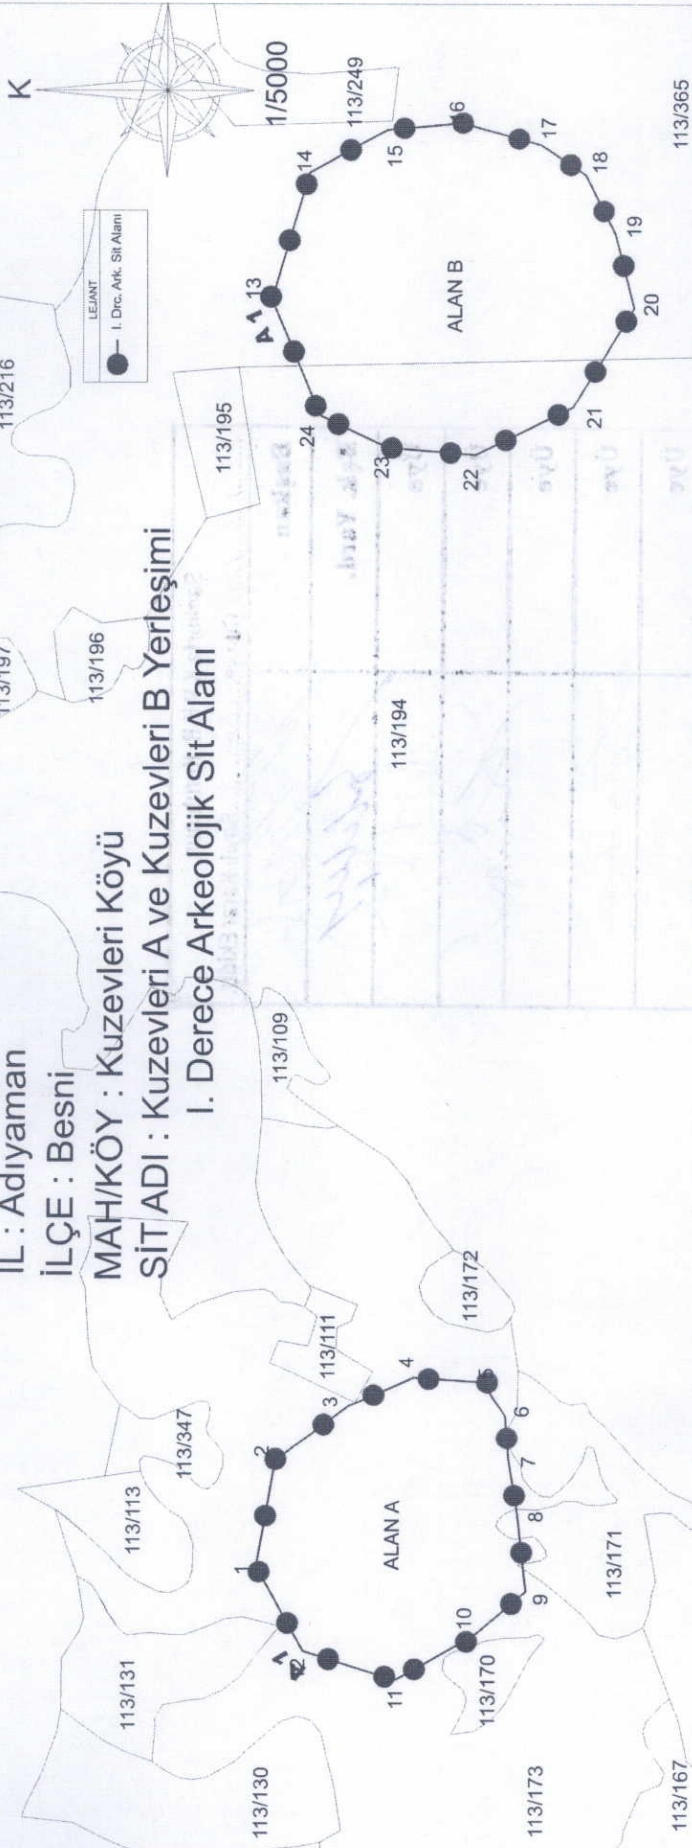 İL : Adıyaman
İLÇE : Besni
MAH/KÖY : Kuzevleri Köyü
SİT ADI : Kuzevleri A ve Kuzevleri B Yerleşimi
I. Derece Arkeolojik Sit Alanı
K
1/5000
LEJANT
I. Drc. Ark. Sit Alanı
113/216
113/197
113/196
113/195
113/249
113/194
113/365
113/109
113/111
113/172
113/347
113/113
113/131
113/130
113/170
113/171
113/173
113/167
ALAN A
1
2
3
4
5
6
7
8
9
10
11
ALAN B
13
14
15
16
17
18
19
20
21
22
23
24
Başkan
Bşk. Yard.
Üye
Üye
Üye
Üye
Üye